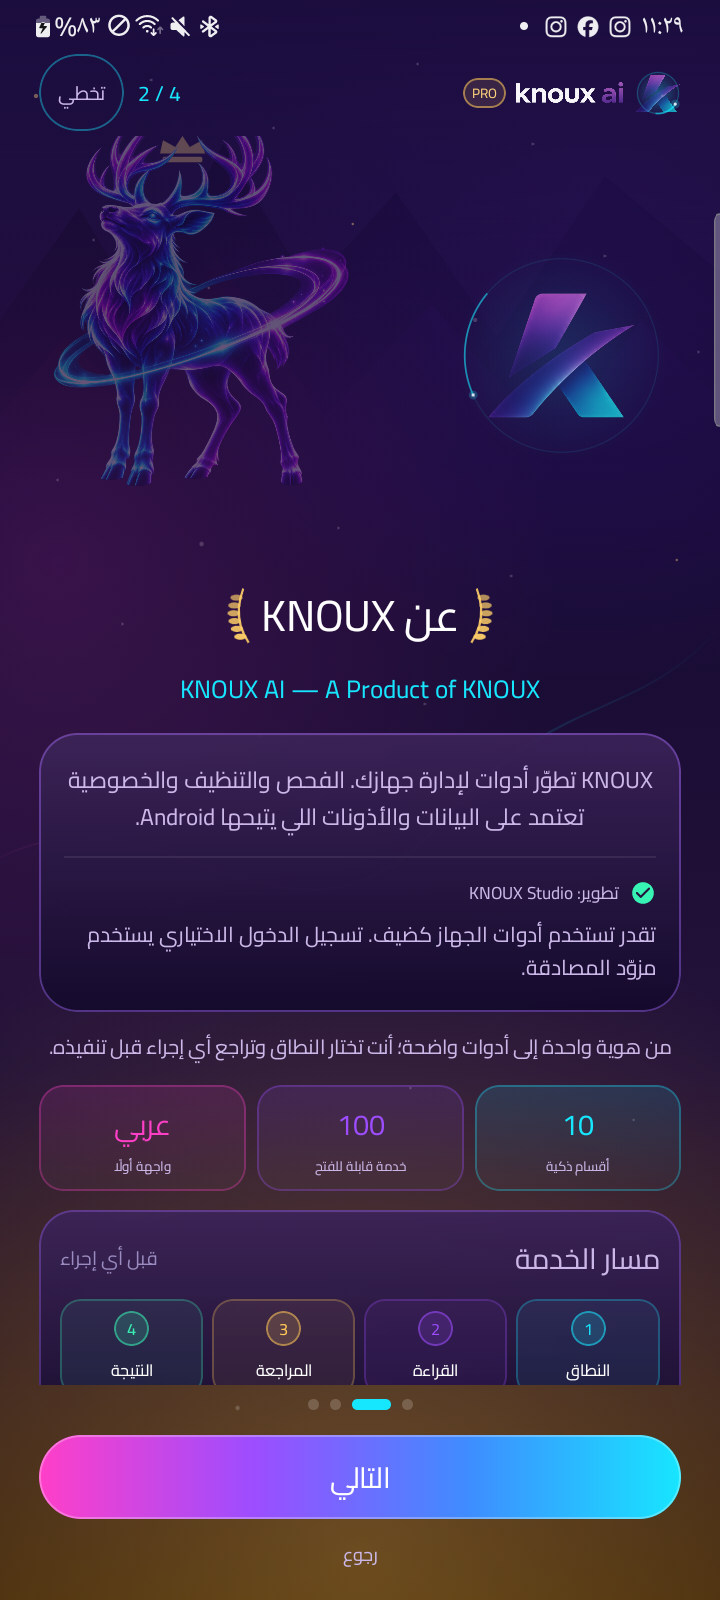 ١١:٢٩
%٨٣
knoux ai
PRO
2 / 4
تخطي
عن KNOUX
KNOUX AI — A Product of KNOUX
KNOUX تطوّر أدوات لإدارة جهازك. الفحص والتنظيف والخصوصية
تعتمد على البيانات والأذونات اللي يتيحها Android.
تطوير: KNOUX Studio
تقدر تستخدم أدوات الجهاز كضيف. تسجيل الدخول الاختياري يستخدم
مزوّد المصادقة.
من هوية واحدة إلى أدوات واضحة؛ أنت تختار النطاق وتراجع أي إجراء قبل تنفيذه.
10
أقسام ذكية
100
خدمة قابلة للفتح
عربي
واجهة أولًا
مسار الخدمة
قبل أي إجراء
1
النطاق
2
القراءة
3
المراجعة
4
النتيجة
التالي
رجوع